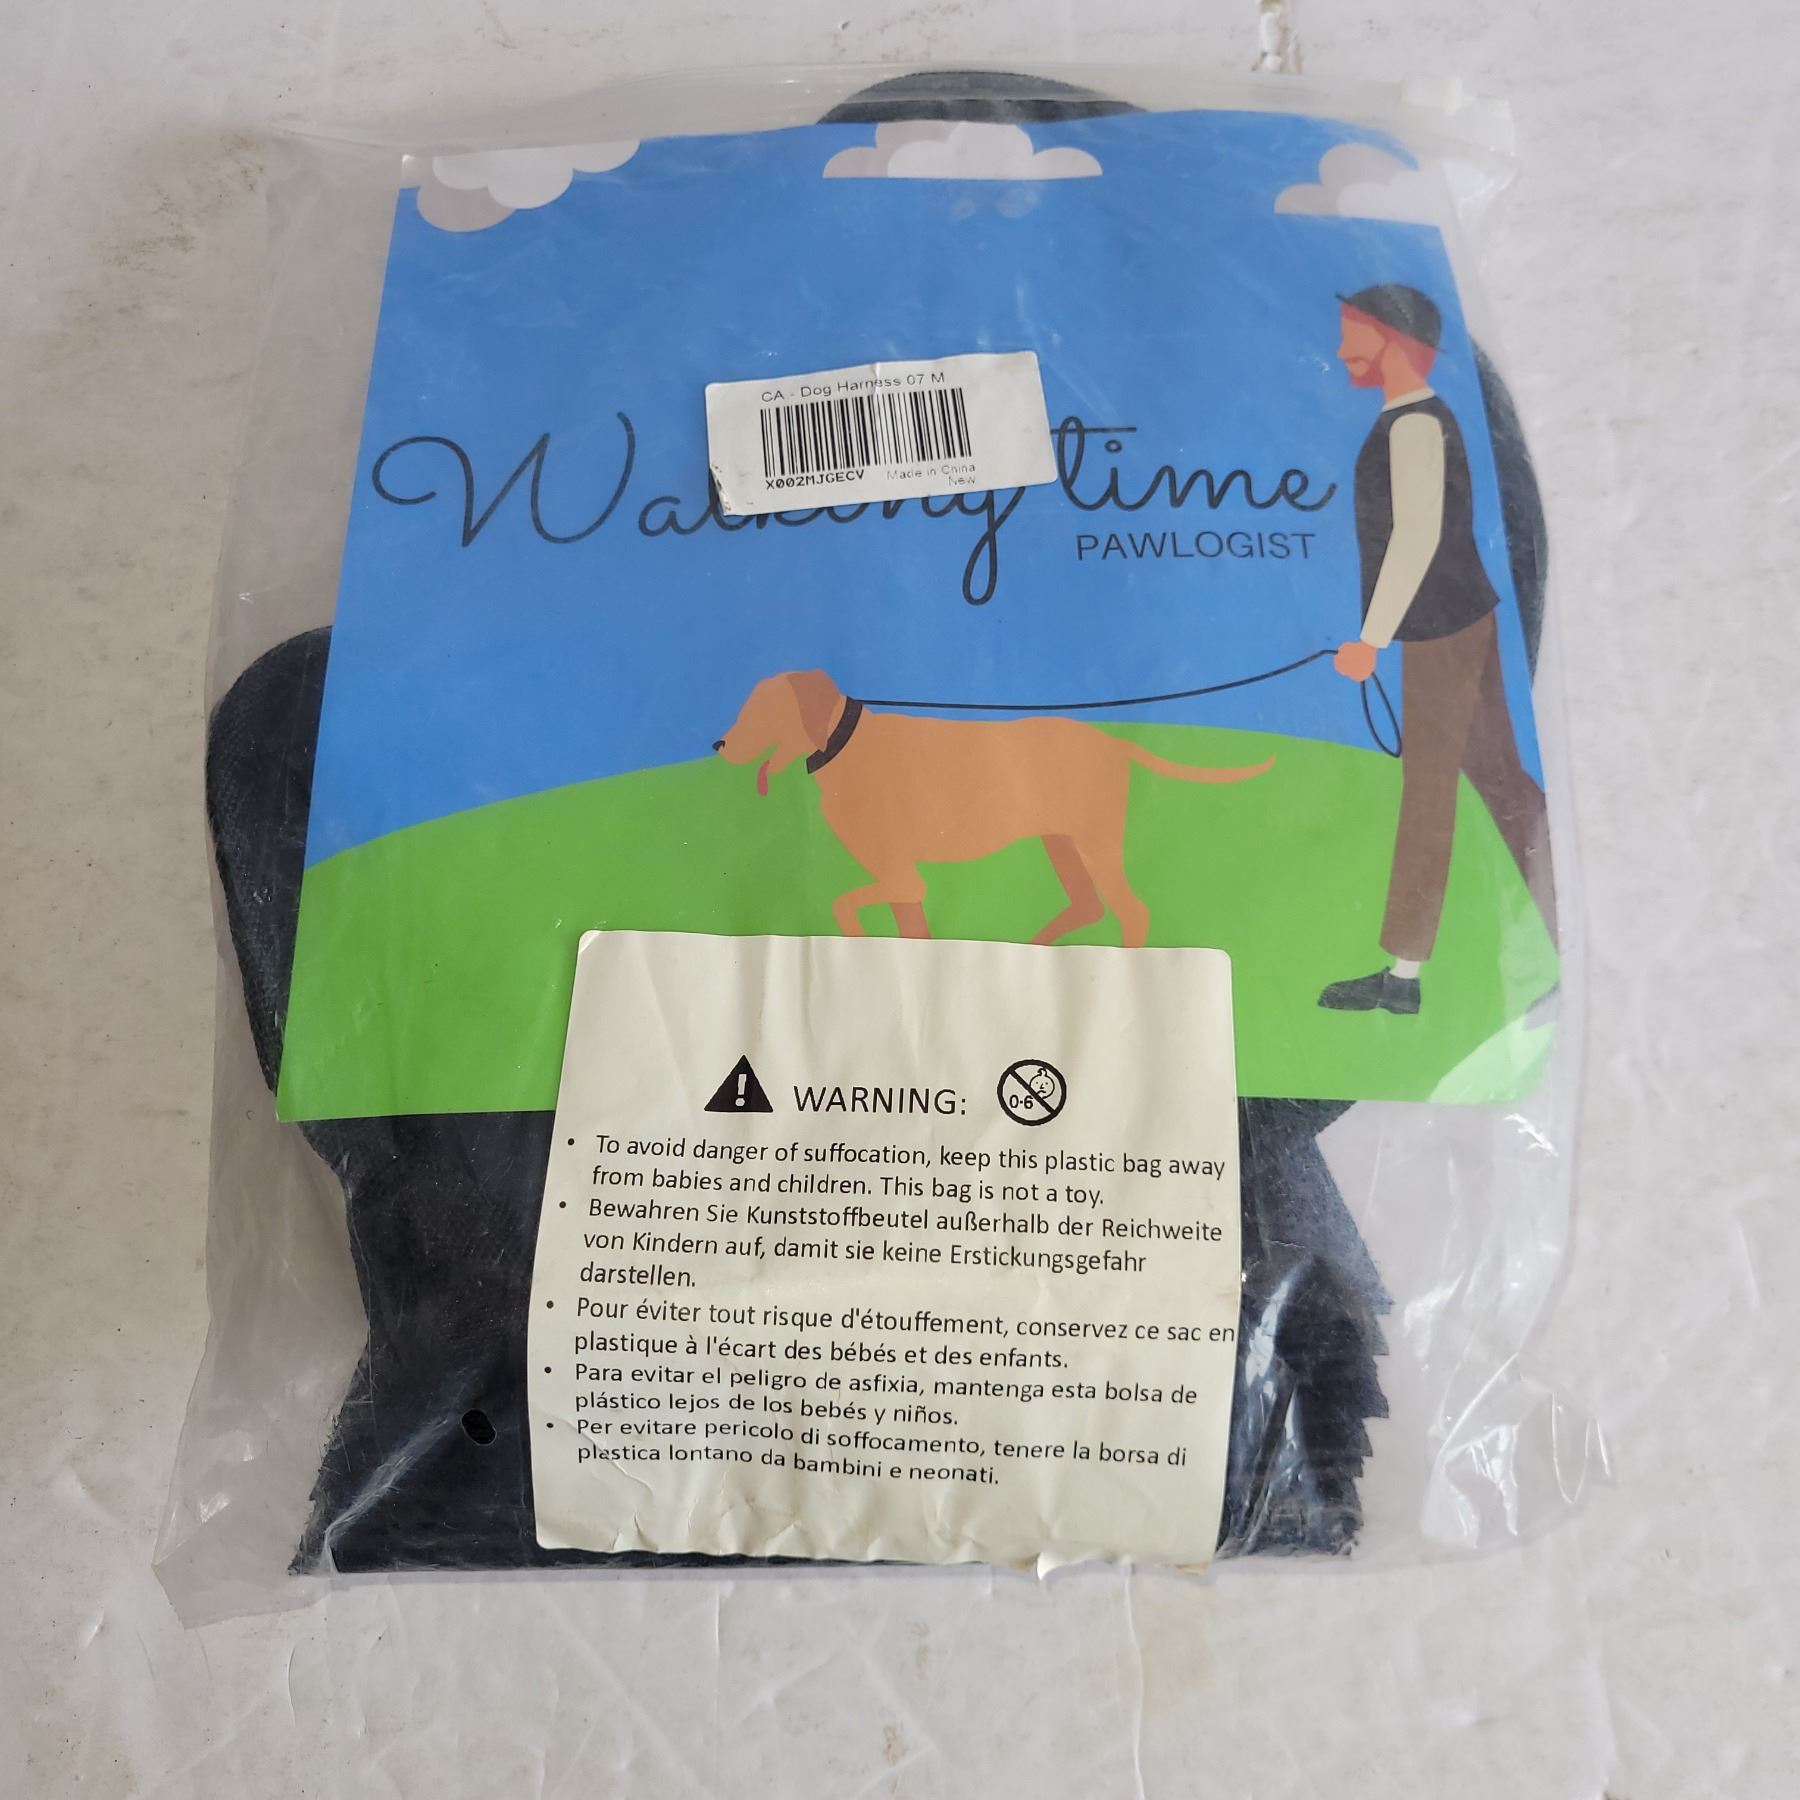 CA - Dog Harness 07 M
X002MJGECV Made in China
New
Walking time
PAWLOGIST
WARNING:
0-6
• To avoid danger of suffocation, keep this plastic bag away
from babies and children. This bag is not a toy.
• Bewahren Sie Kunststoffbeutel außerhalb der Reichweite
von Kindern auf, damit sie keine Erstickungsgefahr
darstellen.
• Pour éviter tout risque d'étouffement, conservez ce sac en
plastique à l'écart des bébés et des enfants.
• Para evitar el peligro de asfixia, mantenga esta bolsa de
plástico lejos de los bebés y niños.
• Per evitare pericolo di soffocamento, tenere la borsa di
plastica lontano da bambini e neonati.